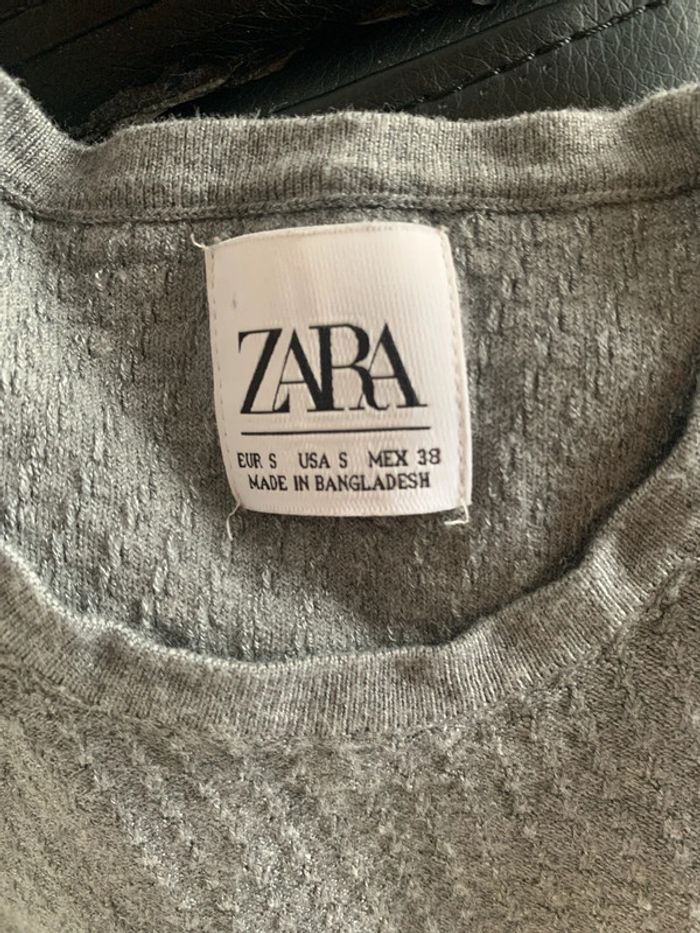 ZARA
EUR S USA S MEX 38
MADE IN BANGLADESH